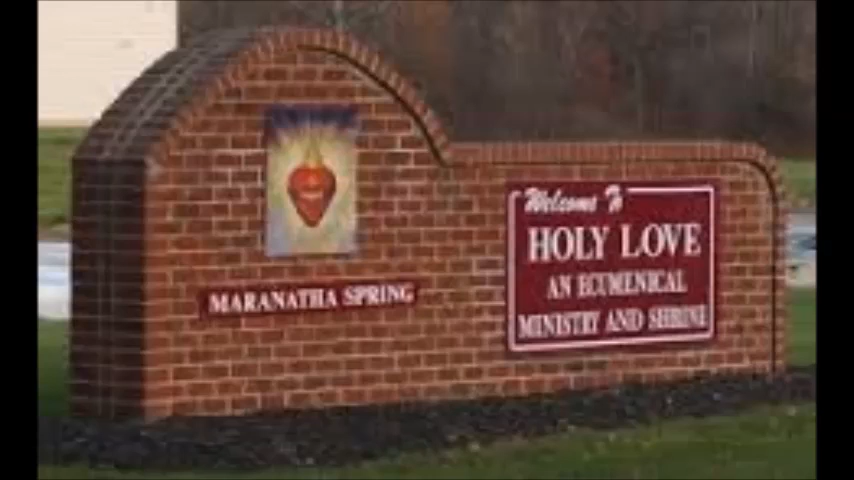 MARANATHA SPRING
Welcome To
HOLY LOVE
AN ECUMENICAL
MINISTRY AND SHRINE